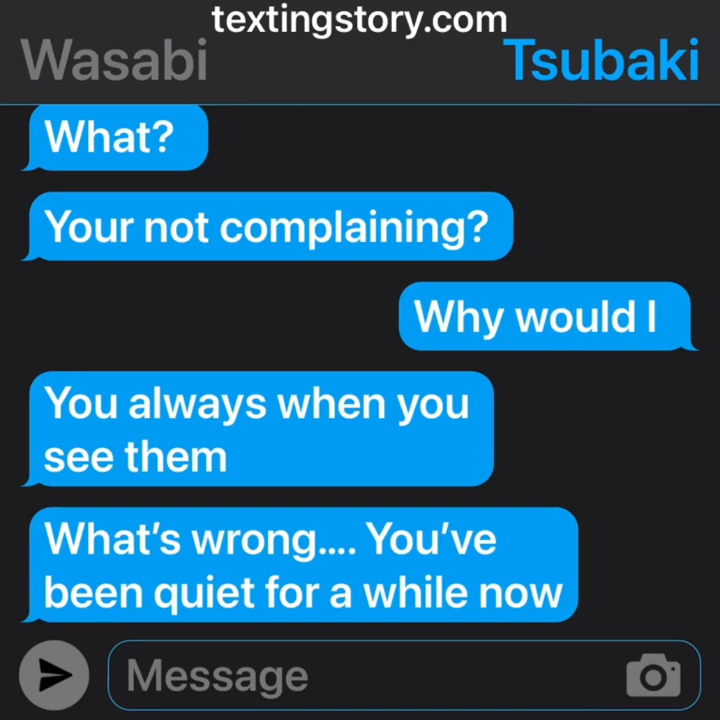 textingstory.com
Wasabi
Tsubaki
What?
Your not complaining?
Why would I
You always when you
see them
What’s wrong.... You’ve
been quiet for a while now
Message